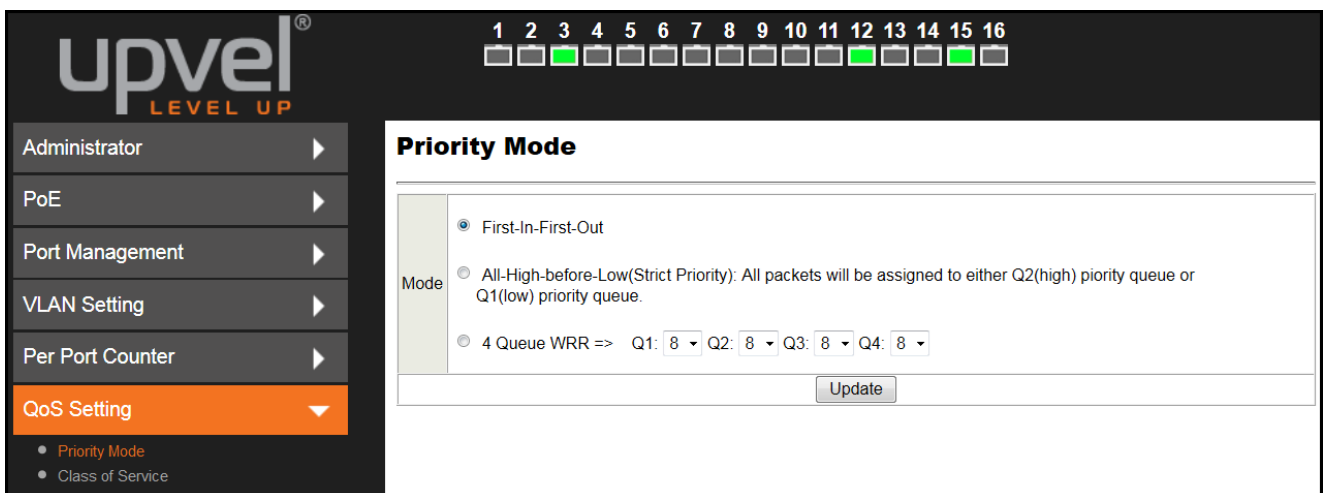 upvel®
LEVEL UP
1 2 3 4 5 6 7 8 9 10 11 12 13 14 15 16
Administrator
PoE
Port Management
VLAN Setting
Per Port Counter
QoS Setting
Priority Mode
Class of Service
Priority Mode
Mode
First-In-First-Out
All-High-before-Low(Strict Priority): All packets will be assigned to either Q2(high) piority queue or
Q1(low) priority queue.
4 Queue WRR => Q1: 8 Q2: 8 Q3: 8 Q4: 8
Update